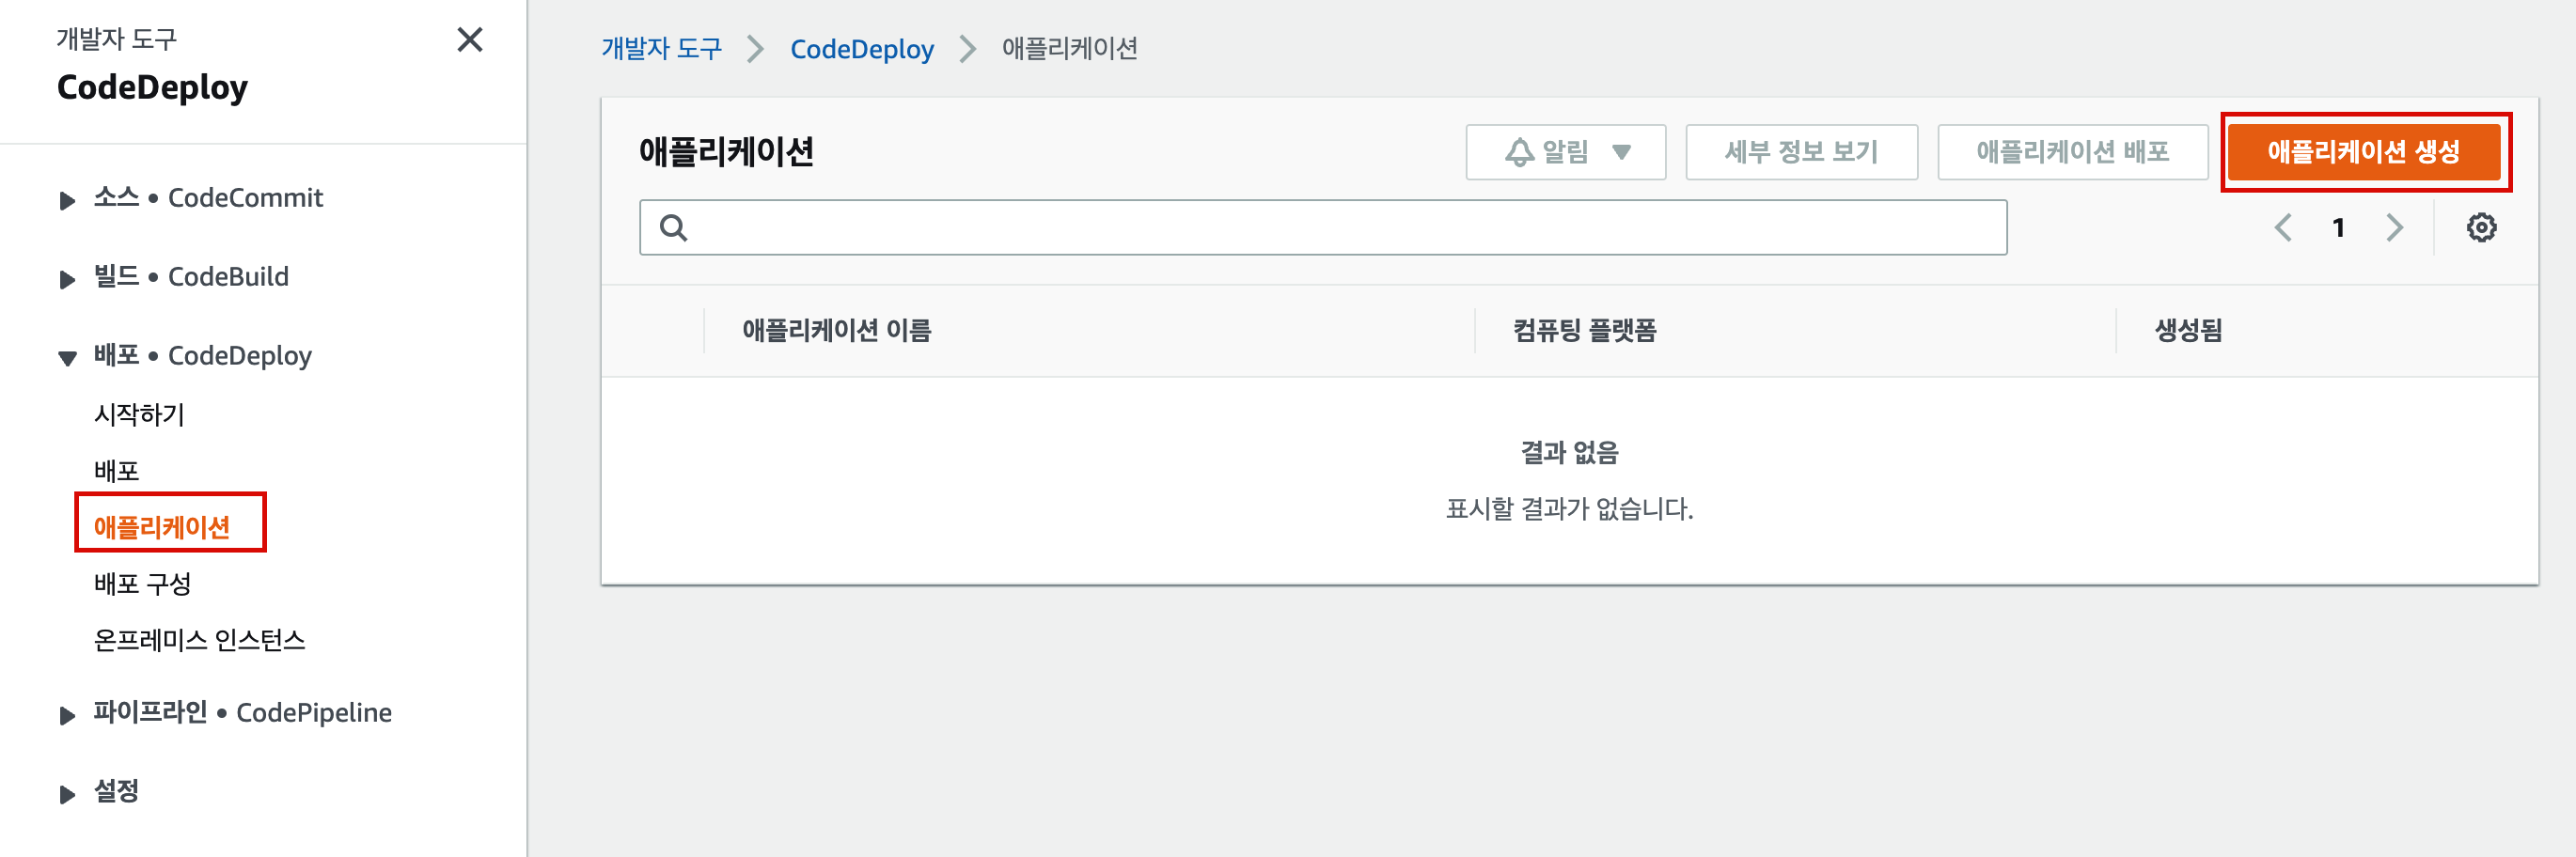 개발자 도구
CodeDeploy
소스 • CodeCommit
빌드 • CodeBuild
배포 • CodeDeploy
시작하기
배포
애플리케이션
배포 구성
온프레미스 인스턴스
파이프라인 • CodePipeline
설정
개발자 도구 > CodeDeploy > 애플리케이션
애플리케이션
알림
세부 정보 보기
애플리케이션 배포
애플리케이션 생성
1
애플리케이션 이름
컴퓨팅 플랫폼
생성됨
결과 없음
표시할 결과가 없습니다.